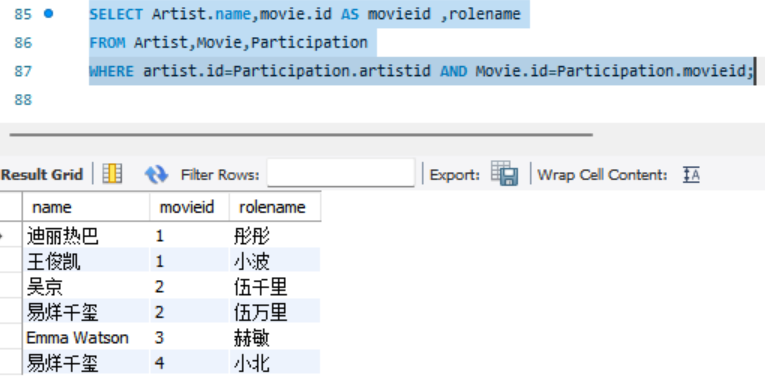 85 SELECT Artist.name,movie.id AS movieid ,rolename
86 FROM Artist,Movie,Participation
87 WHERE artist.id=Participation.artistid AND Movie.id=Participation.movieid;
88
Result Grid Filter Rows: Export: Wrap Cell Content:
name movieid rolename
迪丽热巴 1 彤彤
王俊凯 1 小波
吴京 2 伍千里
易烊千玺 2 伍万里
Emma Watson 3 赫敏
易烊千玺 4 小北